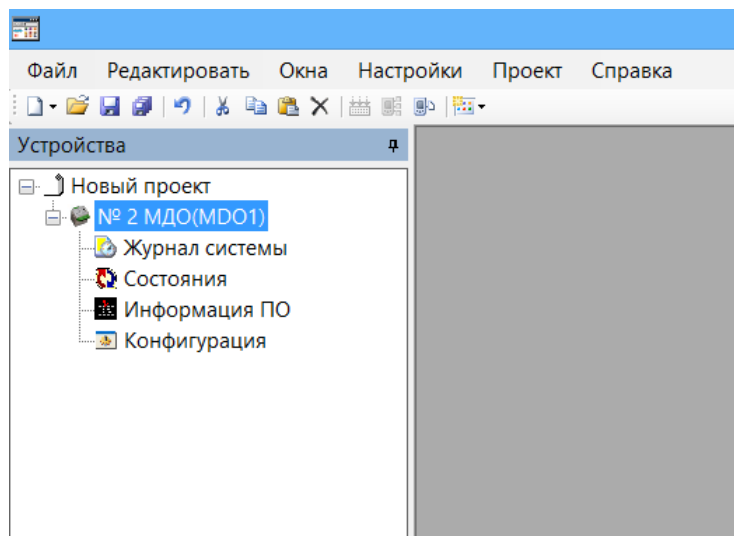 Файл Редактировать Окна Настройки Проект Справка
Устройства
Новый проект
№ 2 МДО(MDO1)
Журнал системы
Состояния
Информация ПО
Конфигурация